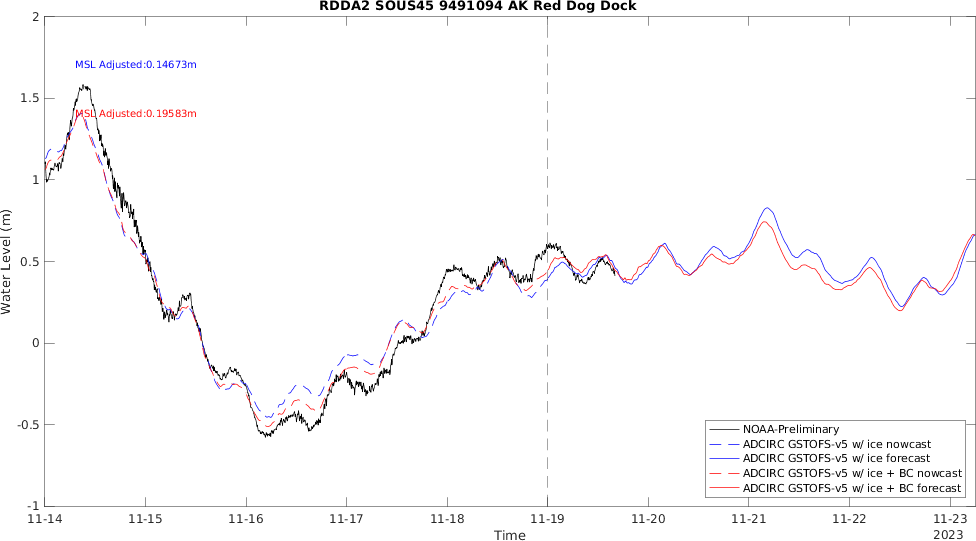 RDDA2 SOUS45 9491094 AK Red Dog Dock
2
MSL Adjusted:0.14673m
1.5
MSL Adjusted:0.19583m
1
Water Level (m)
0.5
0
-0.5
NOAA-Preliminary
ADCIRC GSTOFS-v5 w/ ice nowcast
ADCIRC GSTOFS-v5 w/ ice forecast
ADCIRC GSTOFS-v5 w/ ice + BC nowcast
ADCIRC GSTOFS-v5 w/ ice + BC forecast
-1
11-14 11-15 11-16 11-17 11-18 11-19 11-20 11-21 11-22 11-23
Time 2023